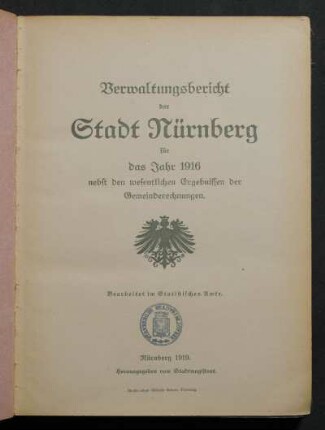 Verwaltungsbericht
der
Stadt Nürnberg
für
das Jahr 1916
nebst den wesentlichen Ergebnissen der
Gemeinderechnungen.
Bearbeitet im Statistischen Amte.
Nürnberg 1918.
Herausgegeben vom Stadtmagistrat.